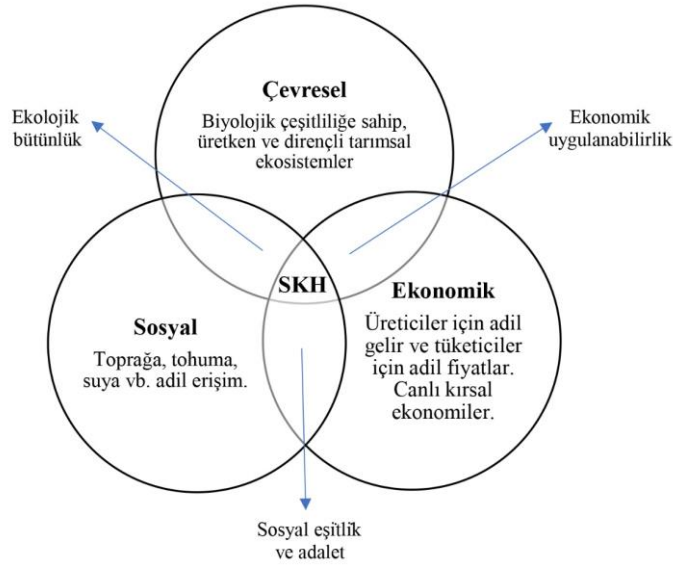 Çevresel
Biyolojik çeşitliliğe sahip,
üretken ve dirençli tarımsal
ekosistemler
Ekolojik
bütünlük
Ekonomik
uygulanabilirlik
SKH
Sosyal
Toprağa, tohuma,
suya vb. adil erişim.
Ekonomik
Üreticiler için adil
gelir ve tüketiciler
için adil fiyatlar.
Canlı kırsal
ekonomiler.
Sosyal eşitlik
ve adalet